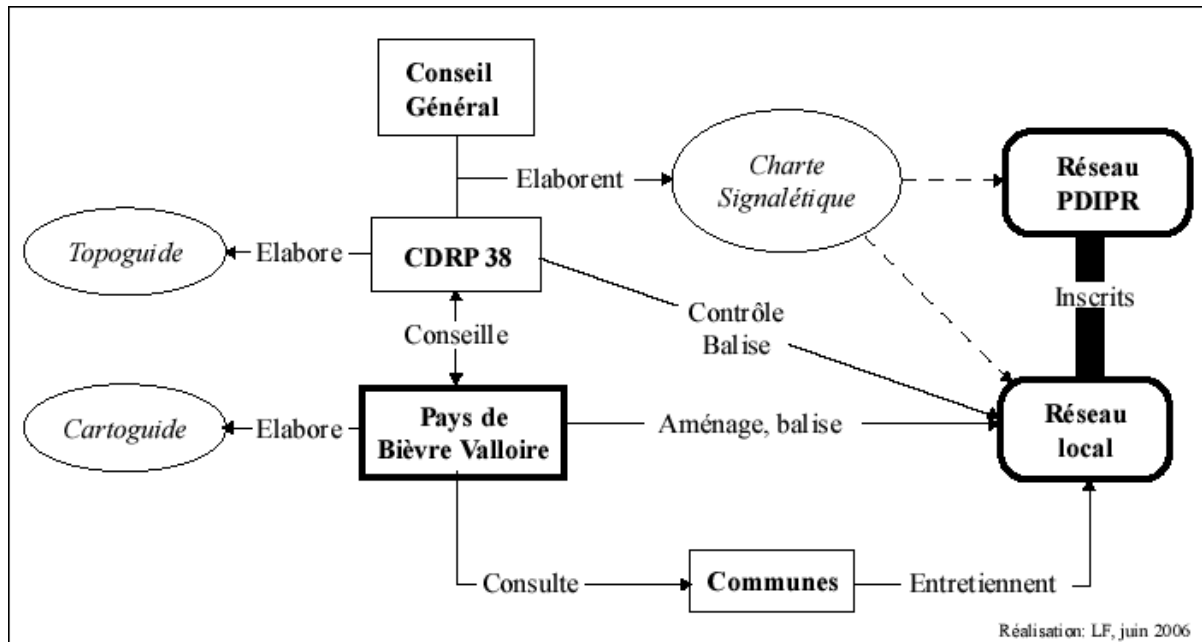 Conseil
Général
Elaborent
Charte
Signalétique
Réseau
PDIPR
Topoguide
Elabore
CDRP 38
Inscrits
Contrôle
Balise
Conseille
Cartoguide
Elabore
Pays de
Bièvre Valloire
Aménage, balise
Réseau
local
Consulte
Communes
Entretiennent
Réalisation: LF, juin 2006